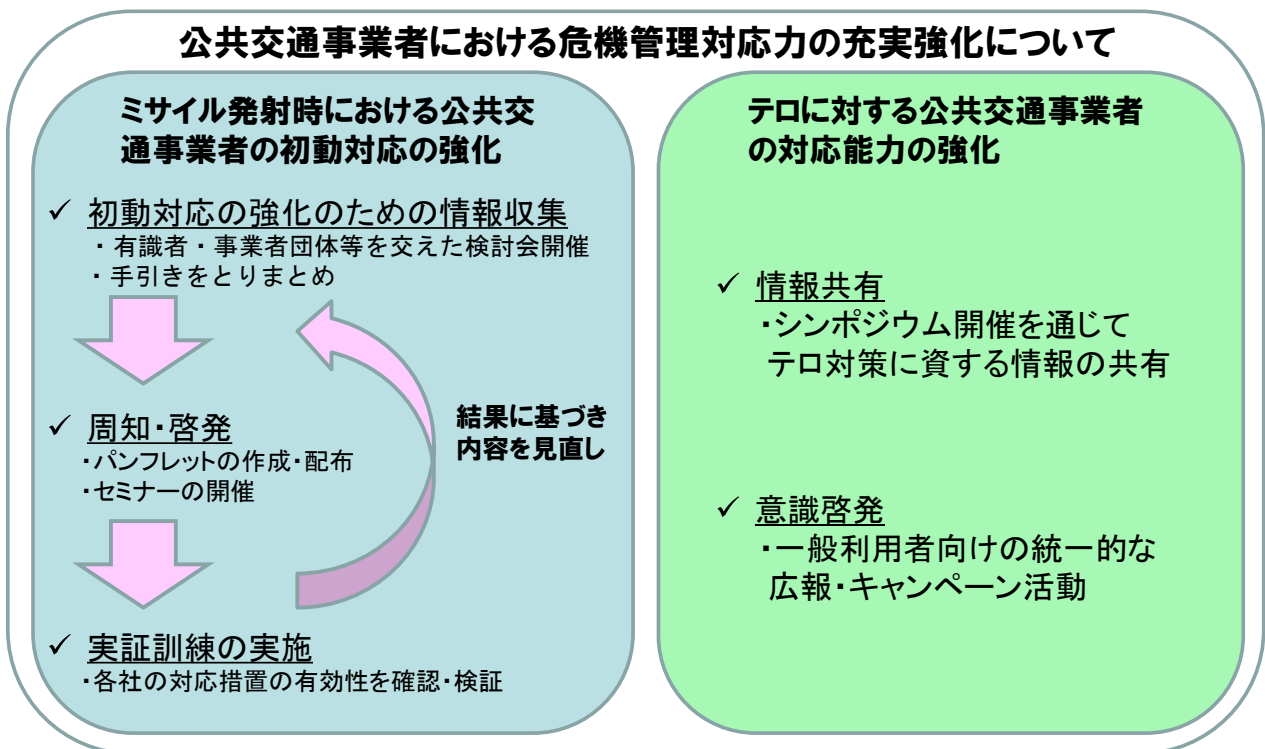 公共交通事業者における危機管理対応力の充実強化について
ミサイル発射時における公共交
通事業者の初動対応の強化
✓ 初動対応の強化のための情報収集
・有識者・事業者団体等を交えた検討会開催
・手引きをとりまとめ
✓ 周知・啓発
・パンフレットの作成・配布
・セミナーの開催
結果に基づき
内容を見直し
✓ 実証訓練の実施
・各社の対応措置の有効性を確認・検証
テロに対する公共交通事業者
の対応能力の強化
✓ 情報共有
・シンポジウム開催を通じて
テロ対策に資する情報の共有
✓ 意識啓発
・一般利用者向けの統一的な
広報・キャンペーン活動